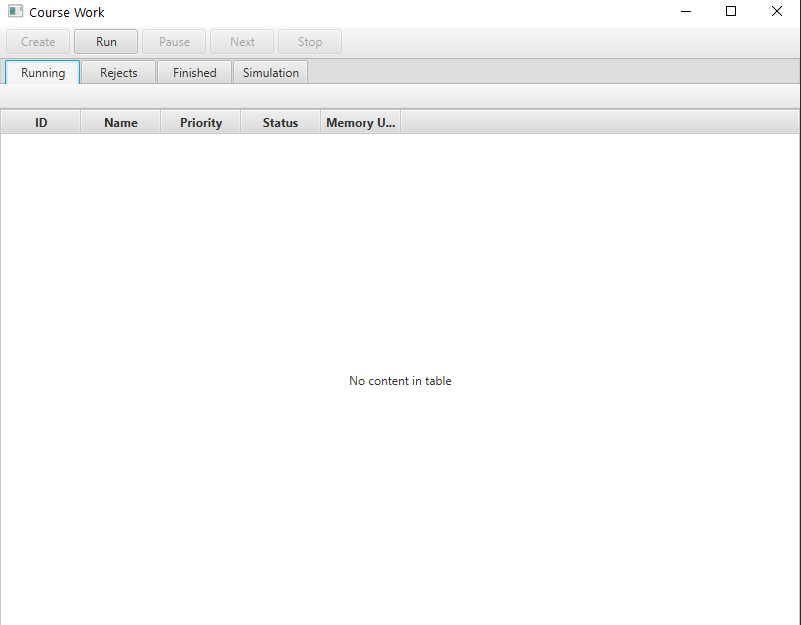 Course Work
Create Run Pause Next Stop
Running Rejects Finished Simulation
ID Name Priority Status Memory U...
No content in table